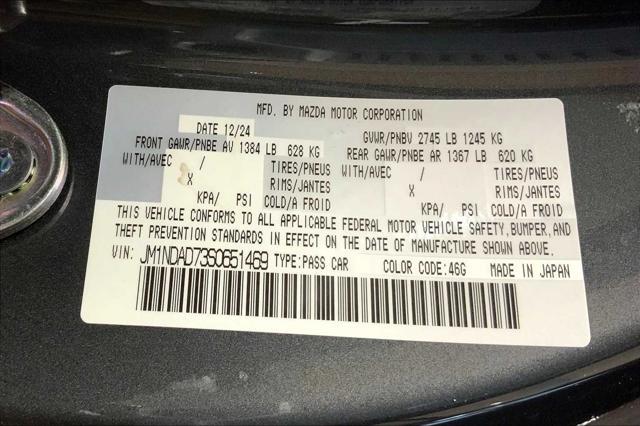 MFD. BY MAZDA MOTOR CORPORATION
DATE 12/24 GVWR/PNBV 2745 LB 1245 KG
FRONT GAWR/PNBE AV 1384 LB 628 KG REAR GAWR/PNBE AR 1367 LB 620 KG
WITH/AVEC / TIRES/PNEUS WITH/AVEC / TIRES/PNEUS
X RIMS/JANTES X RIMS/JANTES
KPA/ PSI COLD/A FROID KPA/ PSI COLD/A FROID
THIS VEHICLE CONFORMS TO ALL APPLICABLE FEDERAL MOTOR VEHICLE SAFETY, BUMPER, AND
THEFT PREVENTION STANDARDS IN EFFECT ON THE DATE OF MANUFACTURE SHOWN ABOVE.
VIN: JM1NDAD73S0651469 TYPE:PASS CAR COLOR CODE:46G MADE IN JAPAN